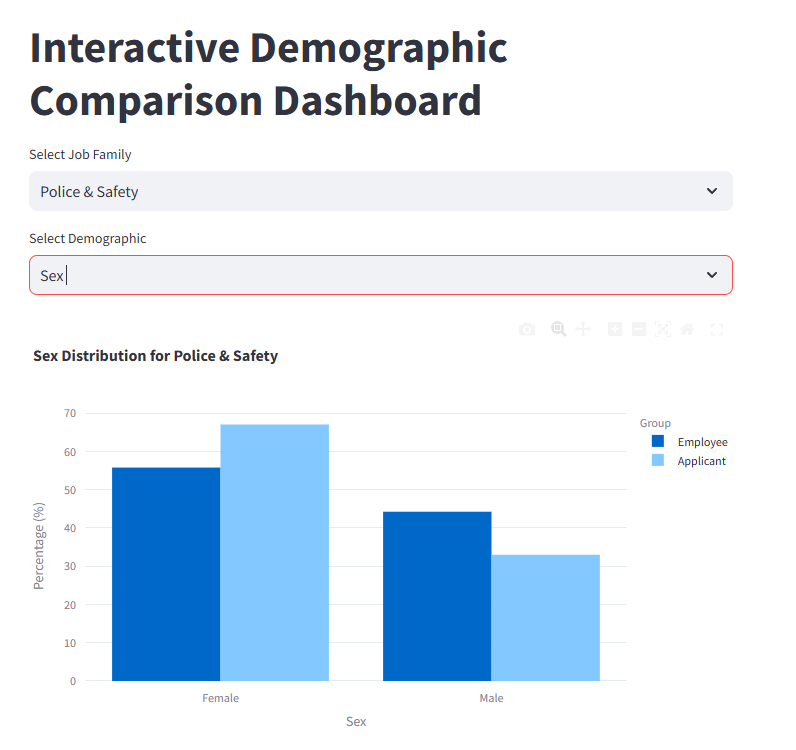 Interactive Demographic
Comparison Dashboard
Select Job Family
Police & Safety
Select Demographic
Sex
Sex Distribution for Police & Safety
70
60
50
40
30
20
10
0
Percentage (%)
Female
Male
Sex
Group
Employee
Applicant